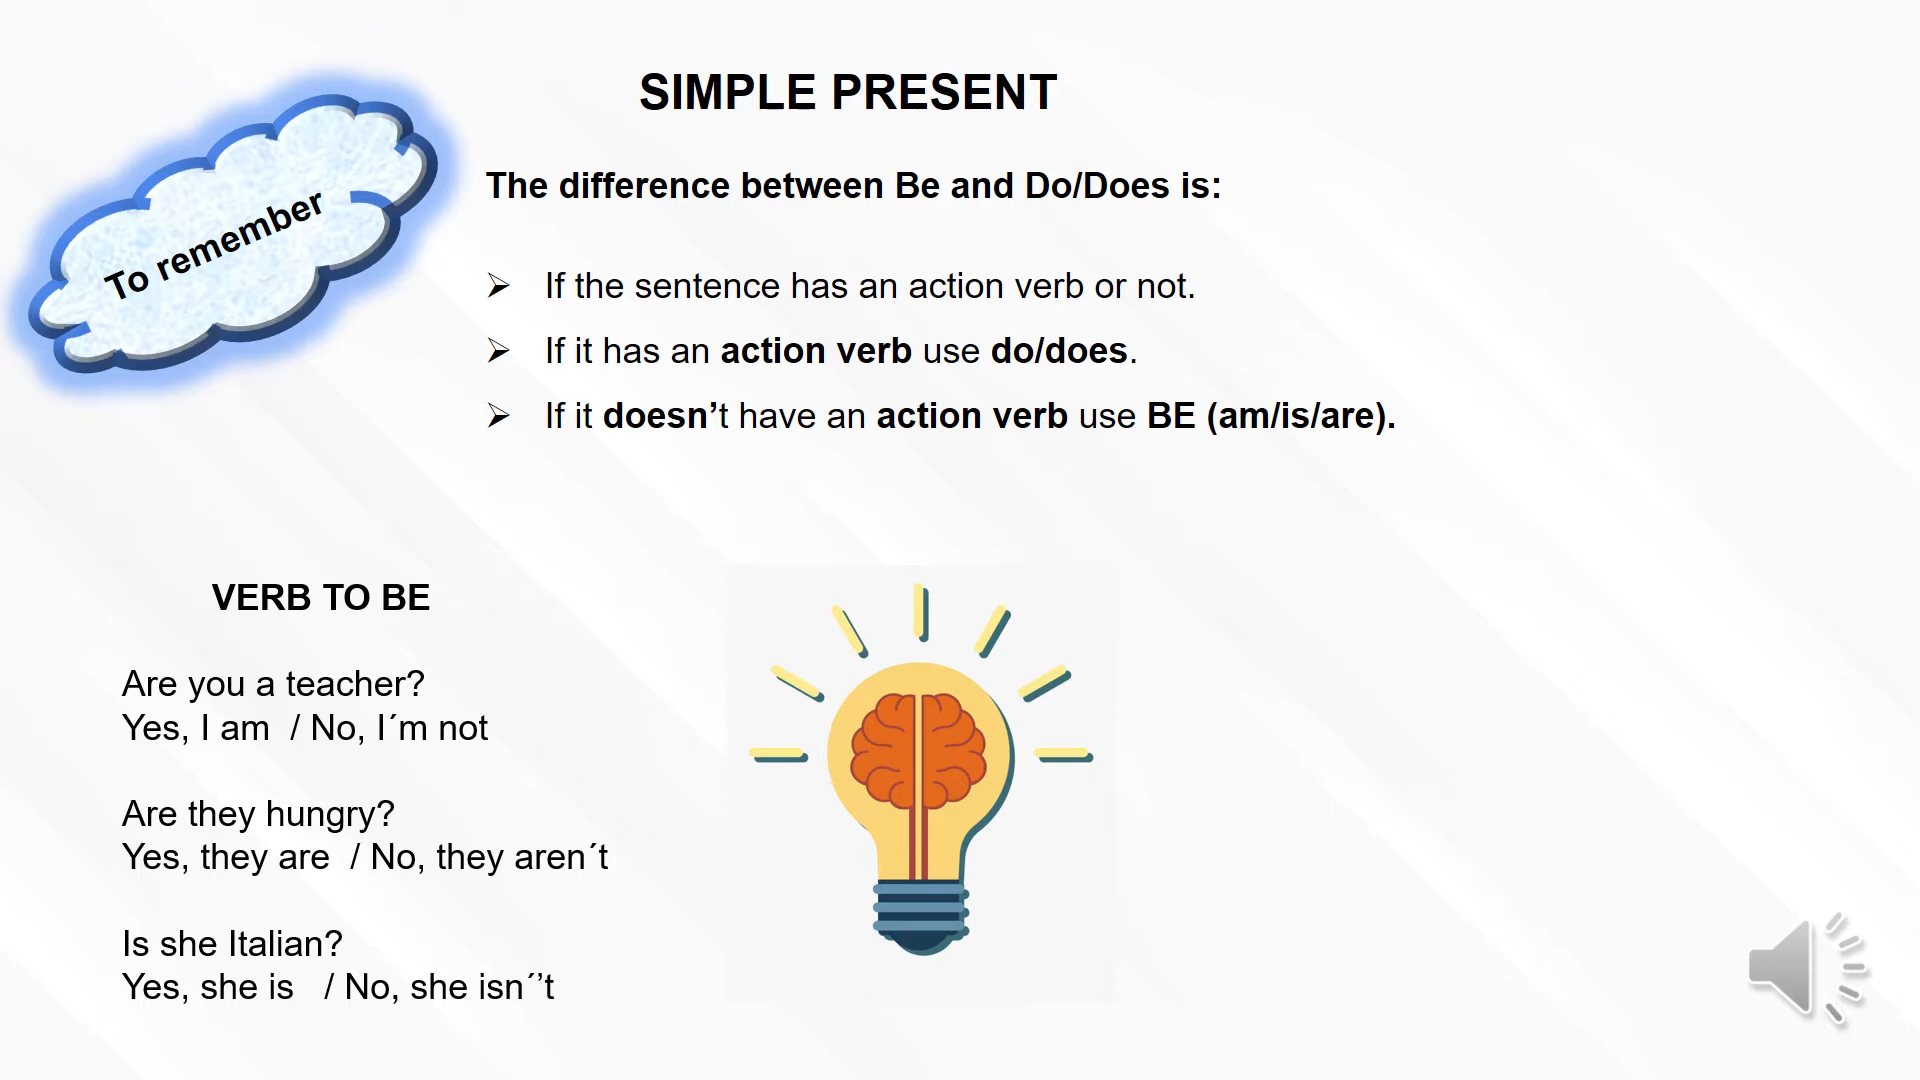 SIMPLE PRESENT
To remember
The difference between Be and Do/Does is:
➢ If the sentence has an action verb or not.
➢ If it has an action verb use do/does.
➢ If it doesn’t have an action verb use BE (am/is/are).
VERB TO BE
Are you a teacher?
Yes, I am / No, I´m not
Are they hungry?
Yes, they are / No, they aren´t
Is she Italian?
Yes, she is / No, she isn´’t